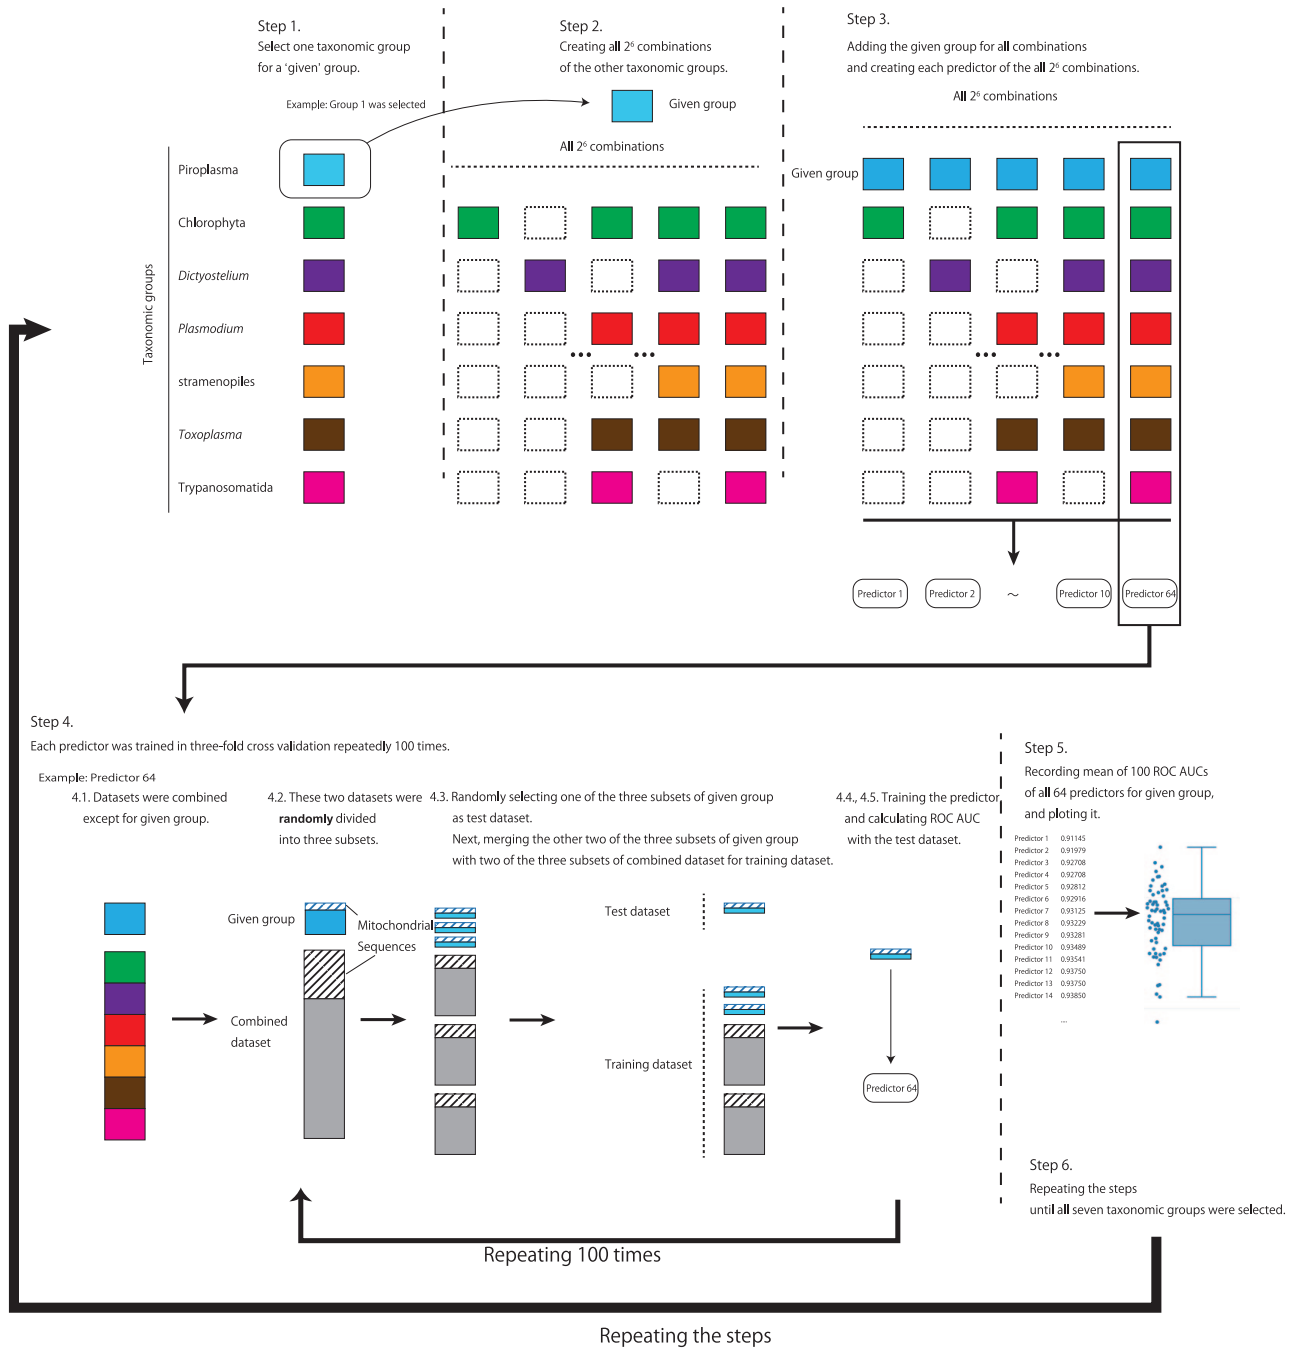 Step 1.
Select one taxonomic group
for a 'given' group.
Example: Group 1 was selected
Step 2.
Creating all 2⁶ combinations
of the other taxonomic groups.
Given group
All 2⁶ combinations
Step 3.
Adding the given group for all combinations
and creating each predictor of the all 2⁶ combinations.
All 2⁶ combinations
Given group
Taxonomic groups
Piroplasma
Chlorophyta
Dictyostelium
Plasmodium
stramenopiles
Toxoplasma
Trypanosomatida
... ...
... ...
Predictor 1
Predictor 2
～
Predictor 10
Predictor 64
Step 4.
Each predictor was trained in three-fold cross validation repeatedly 100 times.
Example: Predictor 64
4.1. Datasets were combined
except for given group.
4.2. These two datasets were
randomly divided
into three subsets.
4.3. Randomly selecting one of the three subsets of given group
as test dataset.
Next, merging the other two of the three subsets of given group
with two of the three subsets of combined dataset for training dataset.
4.4., 4.5. Training the predictor
and calculating ROC AUC
with the test dataset.
Given group
Mitochondrial
Sequences
Combined
dataset
Test dataset
Training dataset
Predictor 64
Repeating 100 times
Step 5.
Recording mean of 100 ROC AUCs
of all 64 predictors for given group,
and ploting it.
Predictor 1 0.91145
Predictor 2 0.91979
Predictor 3 0.92708
Predictor 4 0.92708
Predictor 5 0.92812
Predictor 6 0.92916
Predictor 7 0.93125
Predictor 8 0.93229
Predictor 9 0.93281
Predictor 10 0.93489
Predictor 11 0.93541
Predictor 12 0.93750
Predictor 13 0.93750
Predictor 14 0.93850
....
Step 6.
Repeating the steps
until all seven taxonomic groups were selected.
Repeating the steps